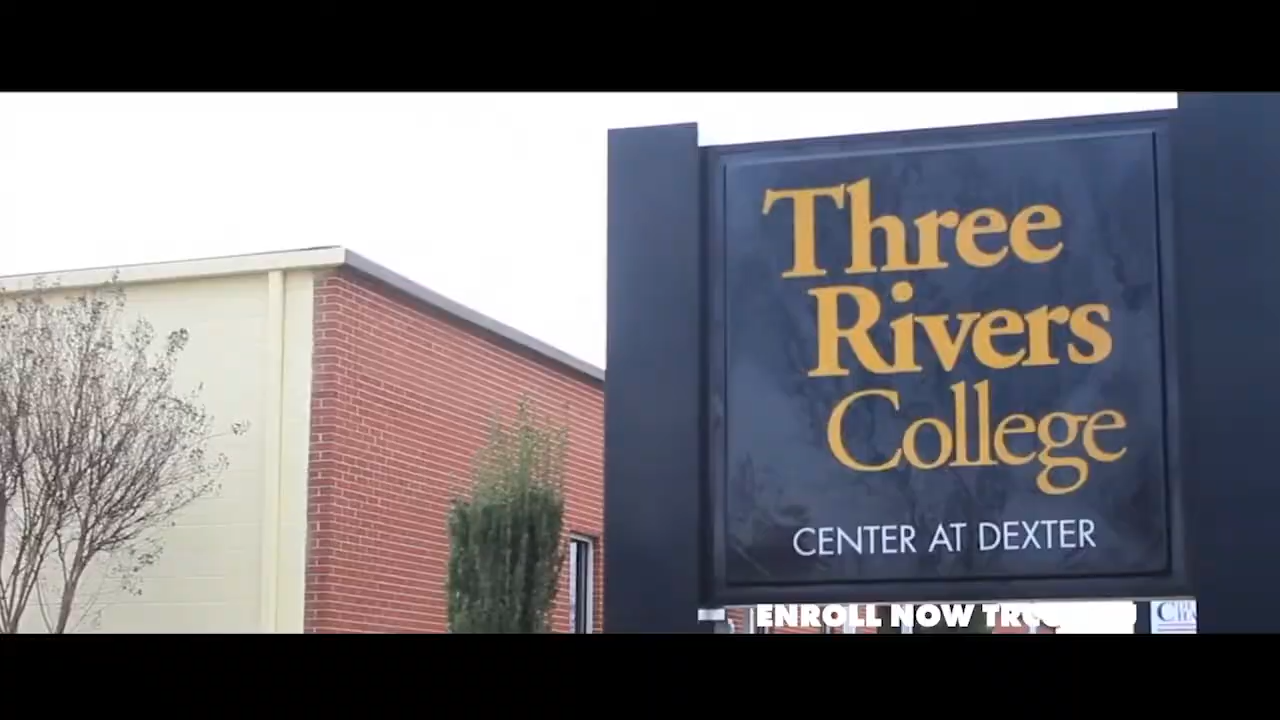 Three
Rivers
College
CENTER AT DEXTER
ENROLL NOW